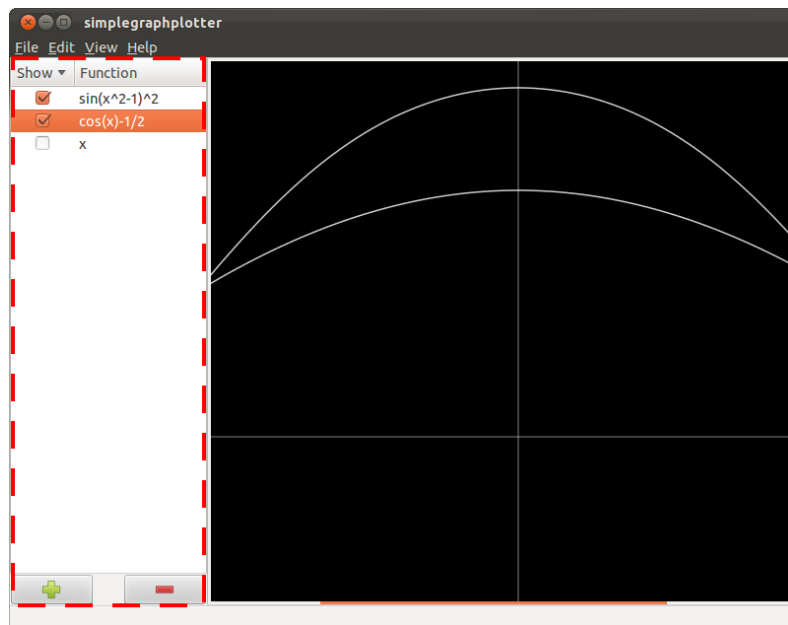 simplegraphplotter
File Edit View Help
Show Function
sin(x^2-1)^2
cos(x)-1/2
x